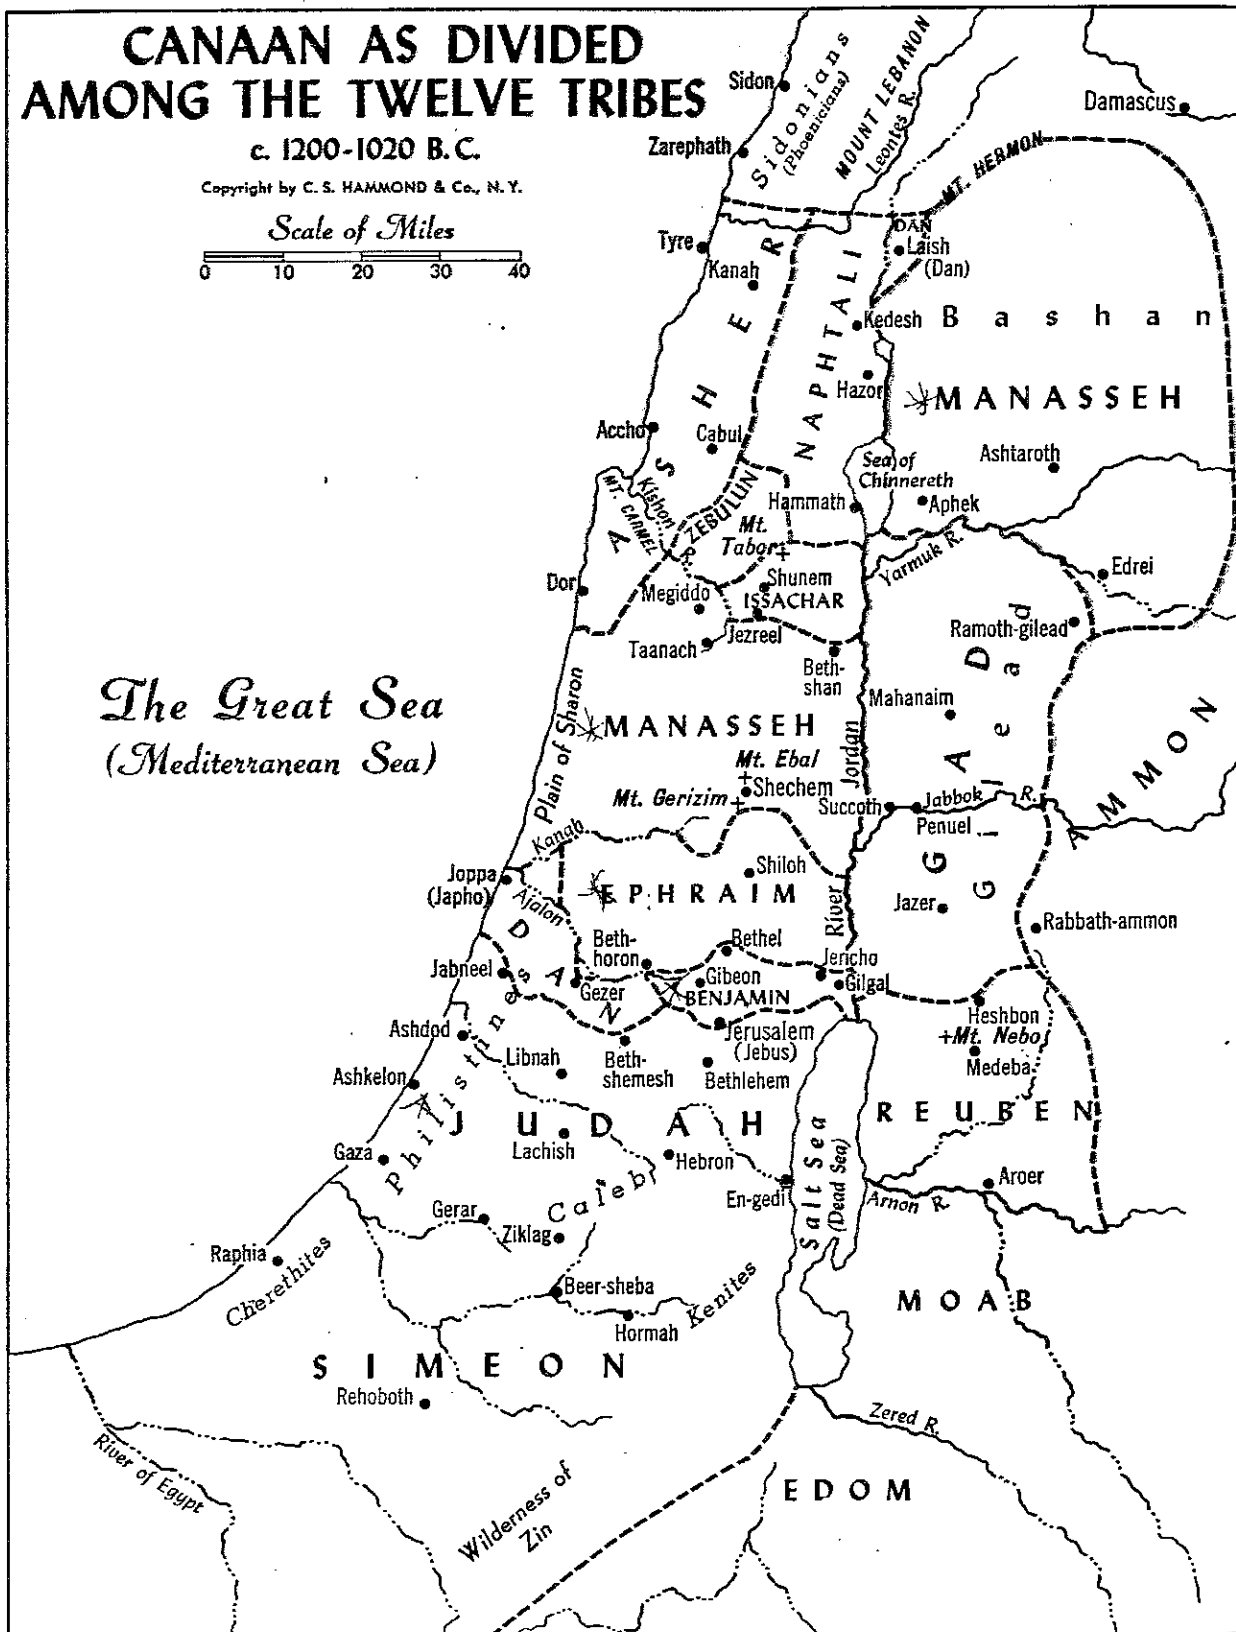 CANAAN AS DIVIDED
AMONG THE TWELVE TRIBES
c. 1200-1020 B.C.
Copyright by C. S. HAMMOND & Co., N. Y.
Scale of Miles
0 10 20 30 40
Sidon
Sidonians
(Phoenicians)
MOUNT LEBANON
Leontes R.
Damascus
Zarephath
MT. HERMON
Tyre
Kanah
ASHER
NAPHTALI
DAN
Laish
(Dan)
Kedesh
Bashan
Hazor
MANASSEH
Accho
Cabul
Sea of
Chinnereth
Ashtaroth
Aphek
Hammath
MT. CARMEL
Kishon R.
ZEBULUN
Mt.
Tabor
Yarmuk R.
Edrei
Dor
Megiddo
Shunem
ISSACHAR
Jezreel
Taanach
Beth-
shan
Ramoth-gilead
GAD
Gilead
Mahanaim
The Great Sea
(Mediterranean Sea)
Plain of Sharon
MANASSEH
Mt. Ebal
Shechem
Mt. Gerizim
Jordan
River
Succoth
Jabbok R.
Penuel
AMMON
Kanah
Joppa
(Japho)
Ajalon
Shiloh
EPHRAIM
Jazer
Rabbath-ammon
DAN
Beth-
horon
Bethel
Jericho
Jabneel
Gezer
Gibeon
Gilgal
BENJAMIN
Heshbon
Mt. Nebo
Medeba
Ashdod
Jerusalem
(Jebus)
Libnah
Beth-
shemesh
Bethlehem
Ashkelon
Philistines
JUDAH
REUBEN
Lachish
Hebron
Gaza
Caleb
En-gedi
Salt Sea
(Dead Sea)
Arnon R.
Aroer
Gerar
Ziklag
Raphia
Cherethites
Beer-sheba
Hormah
Kenites
MOAB
SIMEON
Rehoboth
Zered R.
River of Egypt
Wilderness of
Zin
EDOM